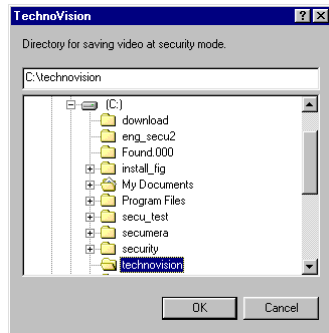 TechnoVision
Directory for saving video at security mode.
C:\technovision
(C:)
download
eng_secu2
Found.000
install_fig
My Documents
Program Files
secu_test
secumera
security
technovision
OK
Cancel